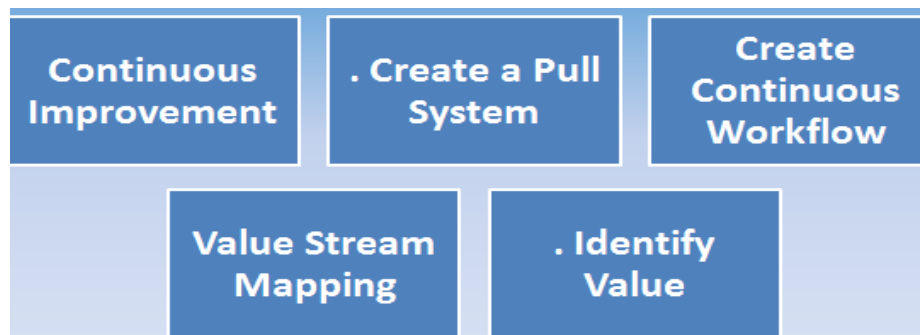 Continuous
Improvement
. Create a Pull
System
Create
Continuous
Workflow
Value Stream
Mapping
. Identify
Value